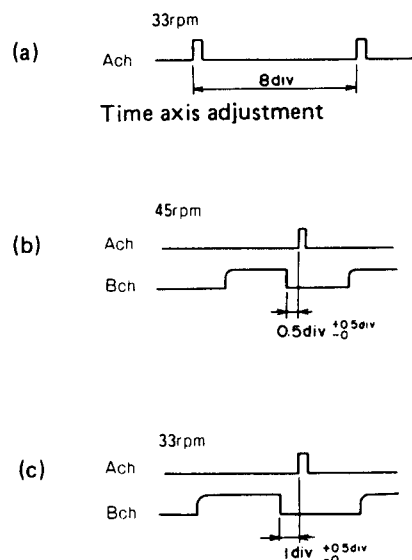 33rpm
(a)
Ach
8div
Time axis adjustment
45rpm
(b)
Ach
Bch
0.5div +0.5div -0
33rpm
(c)
Ach
Bch
1div +0.5div -0